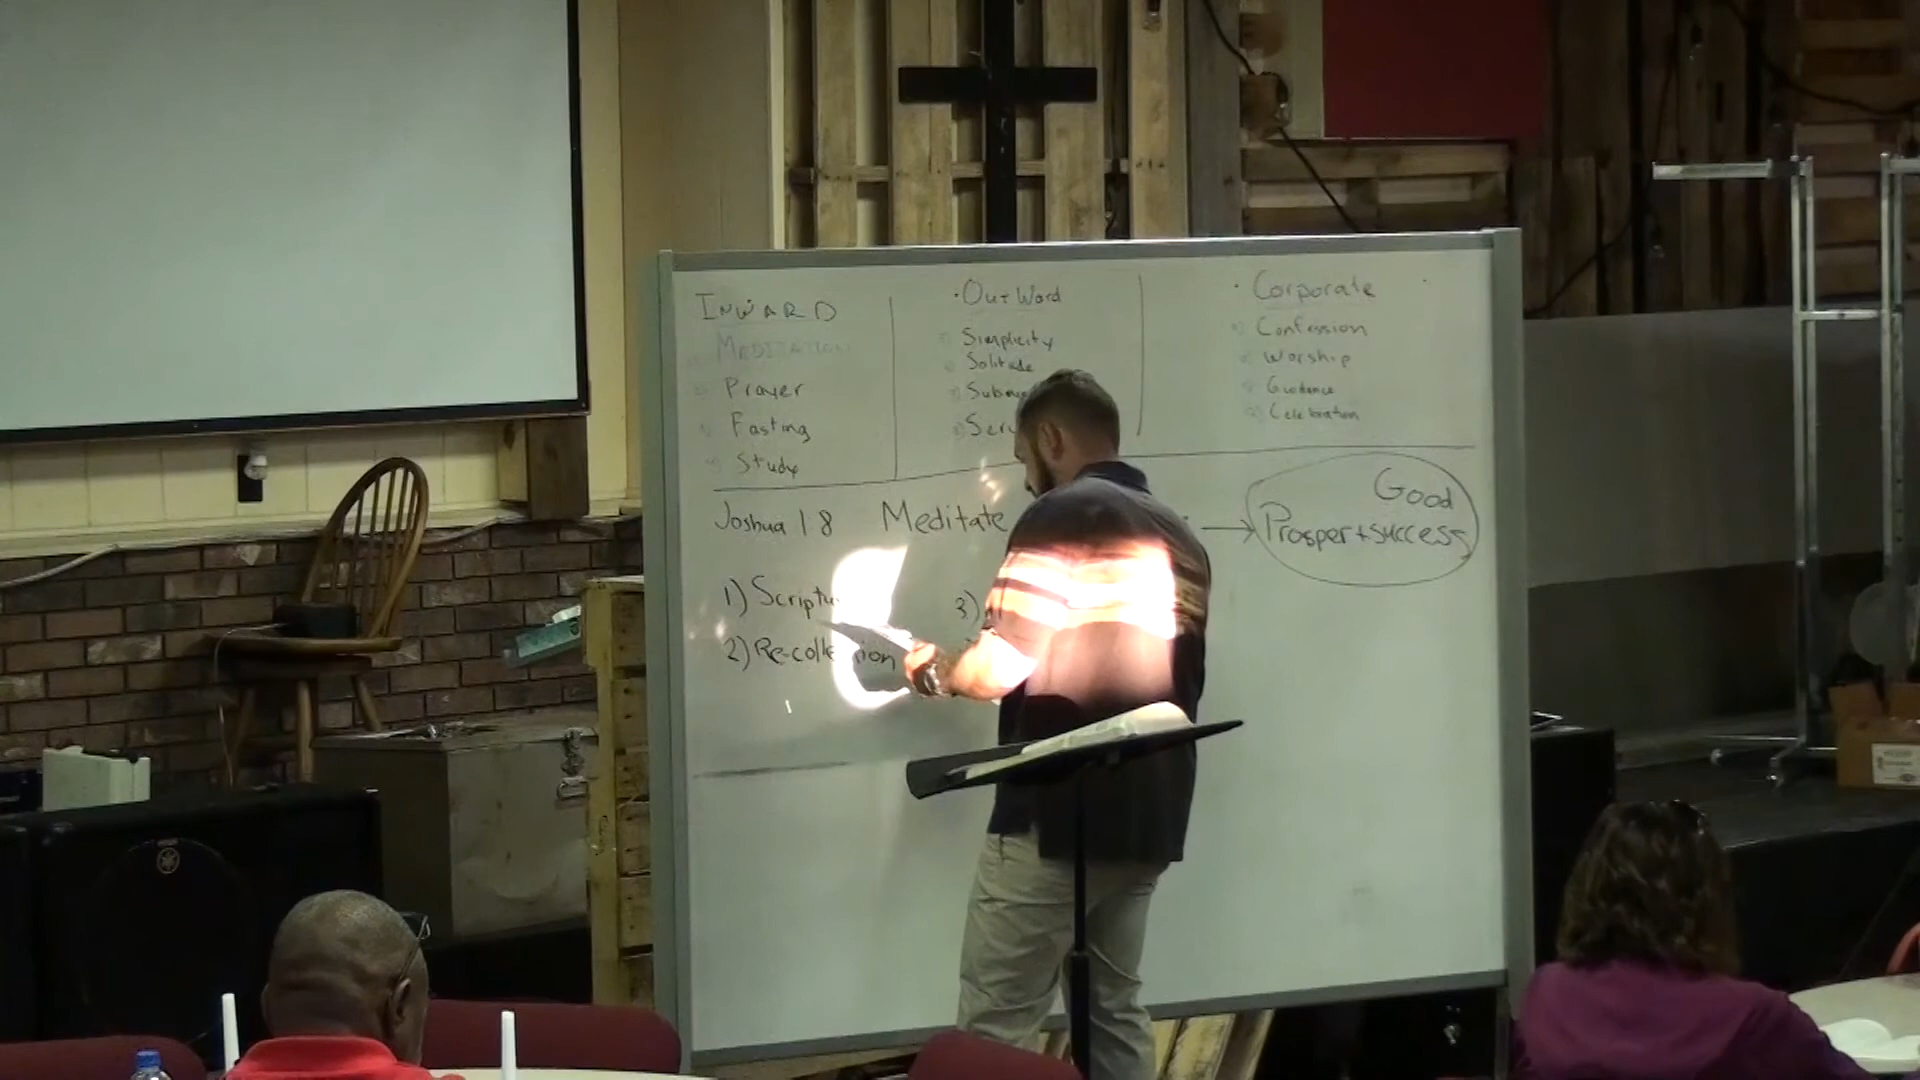 INWARD
MEDITATION
Prayer
Fasting
Study
OutWard
Simplicity
Solitude
Corporate
Confession
Worship
Guidance
Celebration
Joshua 1 8
Meditate
Good
Prosper + success
1) Scriptu
2) Re-colle ion
3)